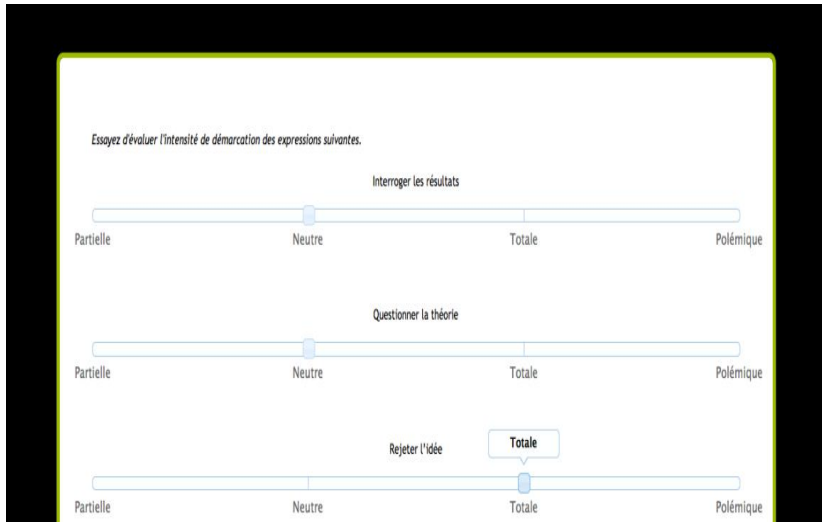 Essayez d'évaluer l'intensité de démarcation des expressions suivantes.
Interroger les résultats
Partielle Neutre Totale Polémique
Questionner la théorie
Partielle Neutre Totale Polémique
Rejeter l'idée
Totale
Partielle Neutre Totale Polémique